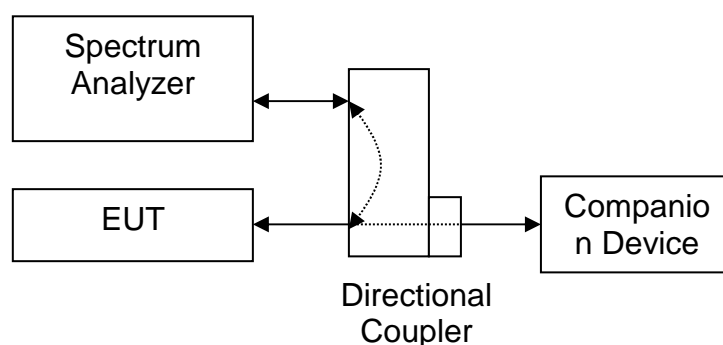 Spectrum
Analyzer
EUT
Companio
n Device
Directional
Coupler